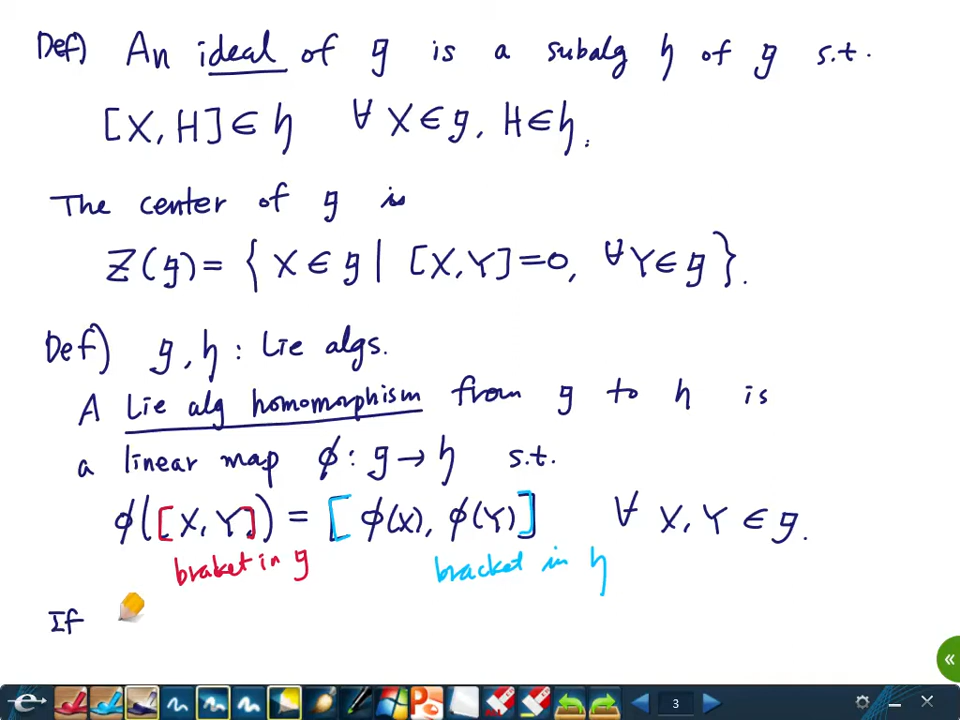 Def) An ideal of g is a subalg h of g s.t.
[X, H] ∈ h ∀ X ∈ g, H ∈ h.
The center of g is
Z(g) = { X ∈ g | [X, Y] = 0, ∀ Y ∈ g }.
Def) g, h : Lie algs.
A Lie alg homomorphism from g to h is
a linear map ϕ : g → h s.t.
ϕ([X, Y]) = [ϕ(X), ϕ(Y)] ∀ X, Y ∈ g.
braket in g bracket in h
If
3